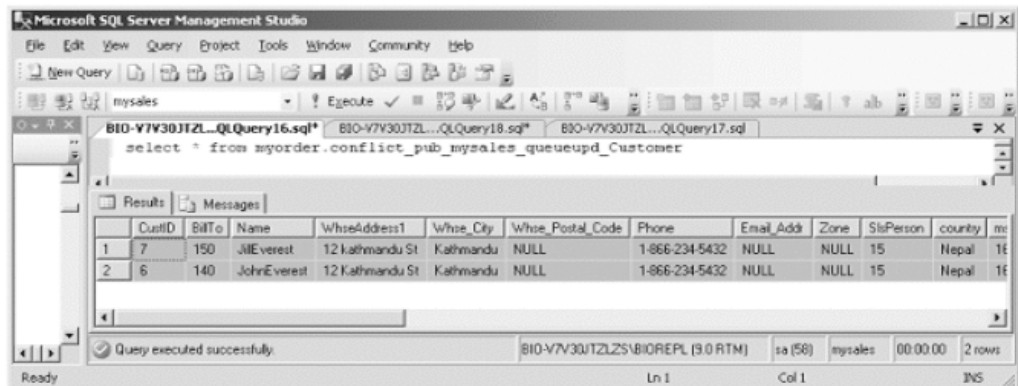 Microsoft SQL Server Management Studio
File Edit View Query Project Tools Window Community Help
New Query
mysales Execute
BIO-V7V30JTZL...QLQuery16.sql* BIO-V7V30JTZL...QLQuery18.sql* BIO-V7V30JTZL...QLQuery17.sql
select * from myorder.conflict_pub_mysales_queueupd_Customer
Results Messages
CustID BillTo Name WhseAddress1 Whse_City Whse_Postal_Code Phone Email_Addr Zone SlsPerson country ms
1 7 150 JillEverest 12 Kathmandu St Kathmandu NULL 1-866-234-5432 NULL NULL 15 Nepal 16
2 6 140 JohnEverest 12 Kathmandu St Kathmandu NULL 1-866-234-5432 NULL NULL 15 Nepal 16
Query executed successfully. BIO-V7V30JTZLZS\BIOREPL (9.0 RTM) sa (58) mysales 00:00:00 2 rows
Ready Ln 1 Col 1 INS